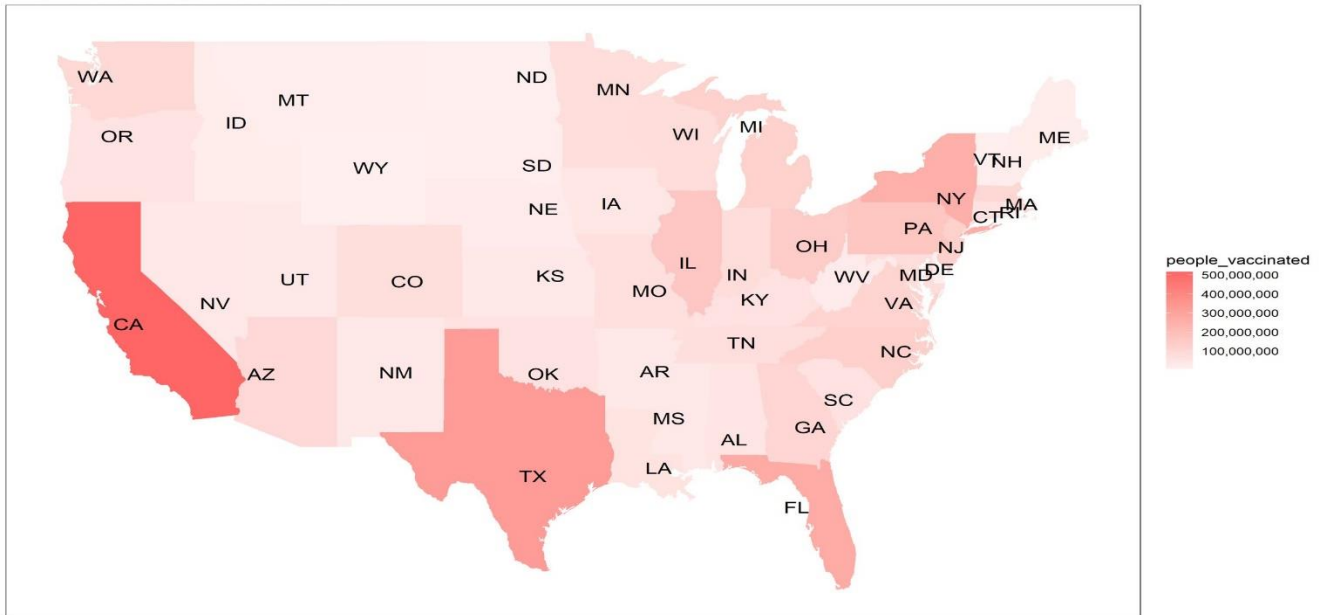 WA
MT
ND
MN
OR
ID
WI
MI
ME
WY
SD
VT
NH
NE
IA
NY
MA
CT
RI
PA
OH
NJ
UT
CO
KS
IL
IN
WV
MD
DE
NV
MO
KY
VA
CA
TN
NC
AZ
NM
OK
AR
SC
MS
GA
AL
LA
TX
FL
people_vaccinated
500,000,000
400,000,000
300,000,000
200,000,000
100,000,000